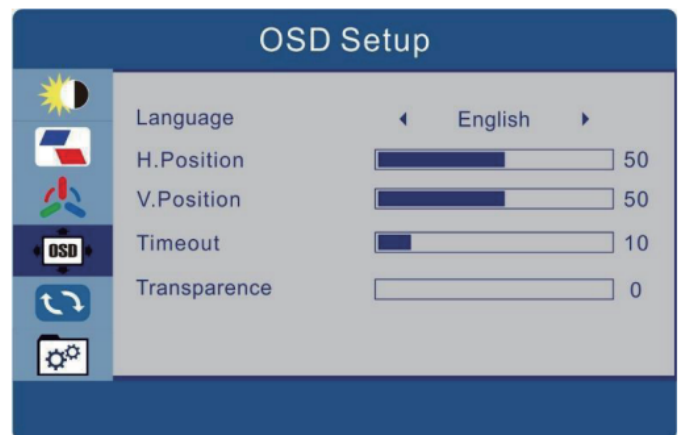 OSD Setup
Language English
H.Position 50
V.Position 50
OSD
Timeout 10
Transparence 0